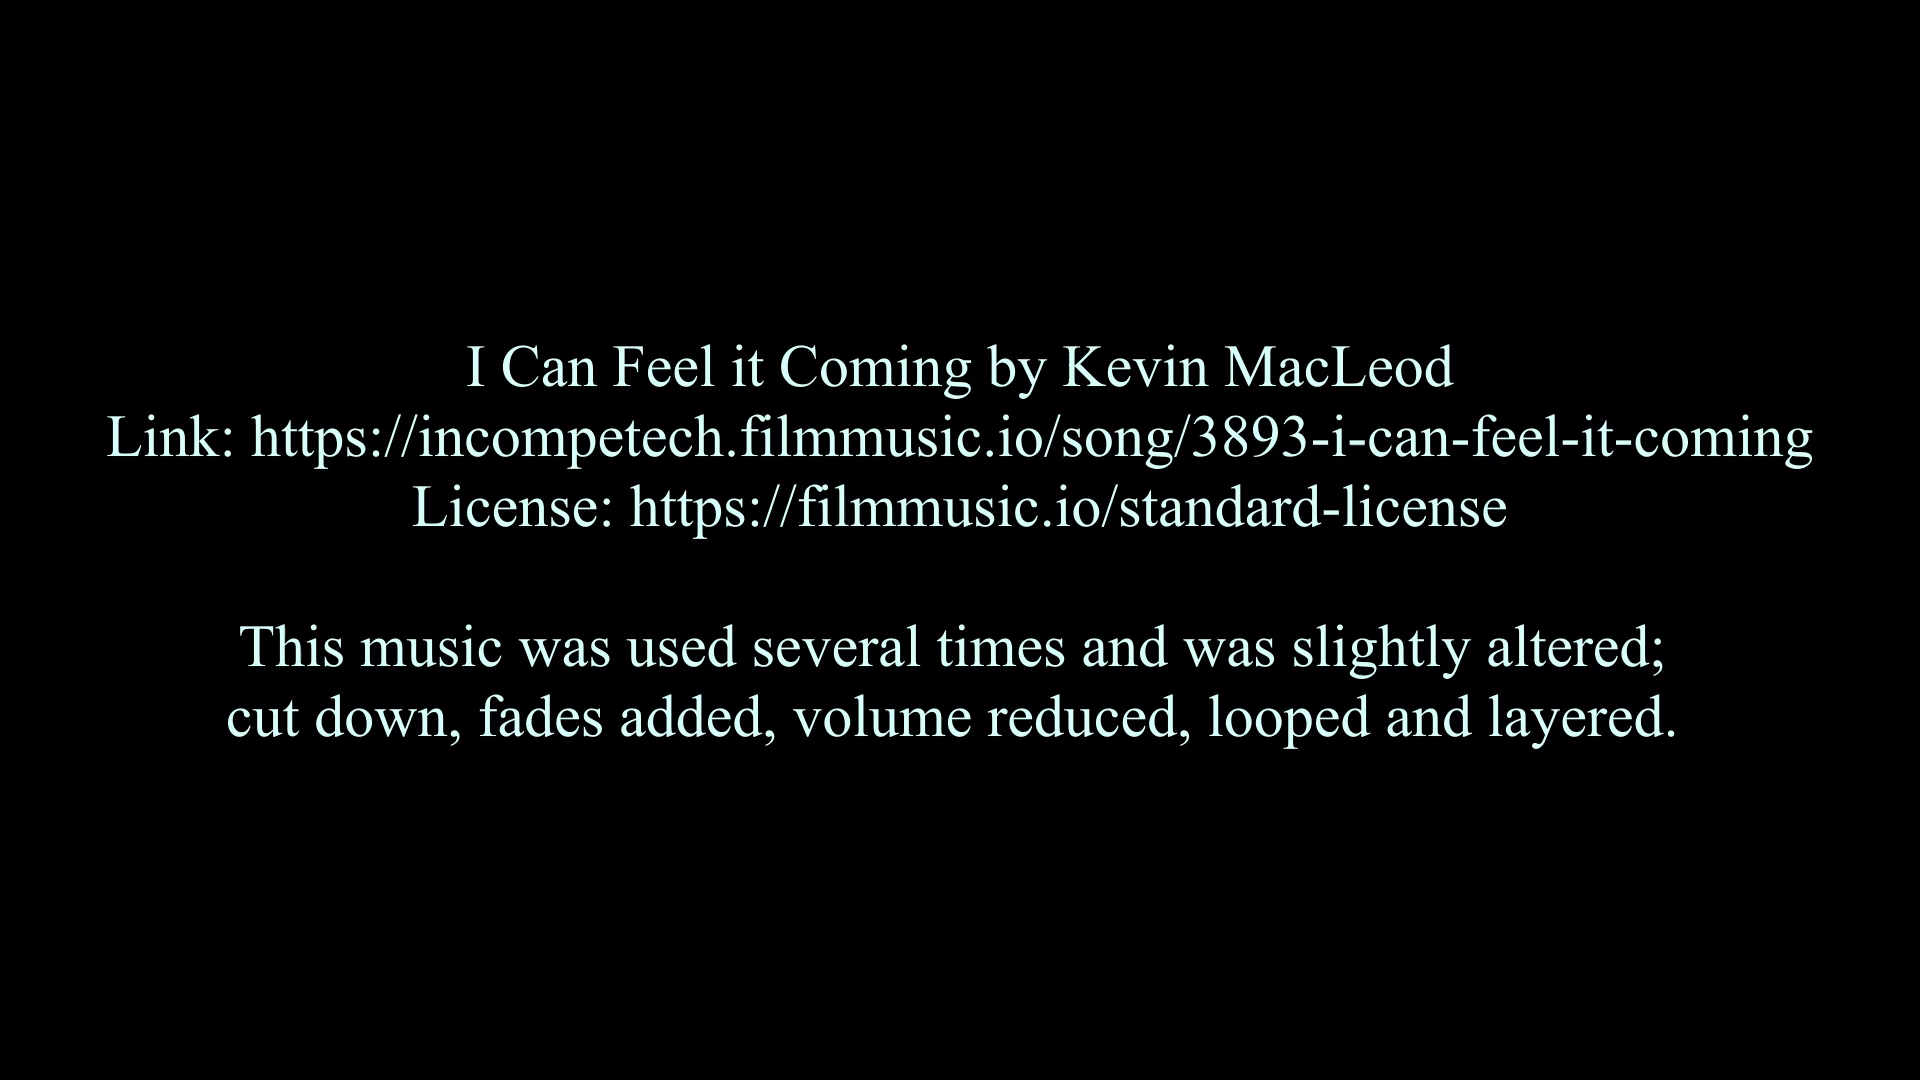 I Can Feel it Coming by Kevin MacLeod
Link: https://incompetech.filmmusic.io/song/3893-i-can-feel-it-coming
License: https://filmmusic.io/standard-license
This music was used several times and was slightly altered;
cut down, fades added, volume reduced, looped and layered.